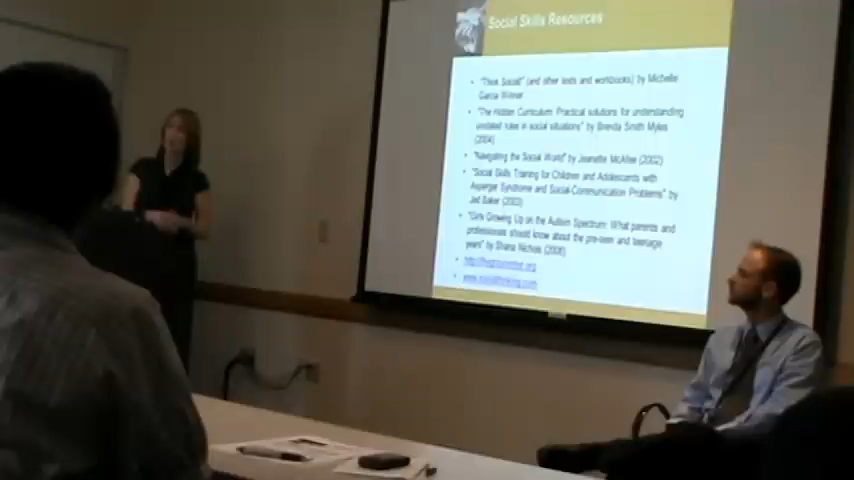 Social Skills Resources
• "Think Social!" (and other texts and workbooks) by Michelle
Garcia Winner
• "The Hidden Curriculum: Practical solutions for understanding
unstated rules in social situations" by Brenda Smith Myles
(2004)
• "Navigating the Social World" by Jeanette McAfee (2002)
• "Social Skills Training for Children and Adolescents with
Asperger Syndrome and Social-Communication Problems" by
Jed Baker (2003)
• "Girls Growing Up on the Autism Spectrum: What parents and
professionals should know about the pre-teen and teenage
years" by Shana Nichols (2008)
• www.socialthinking.com